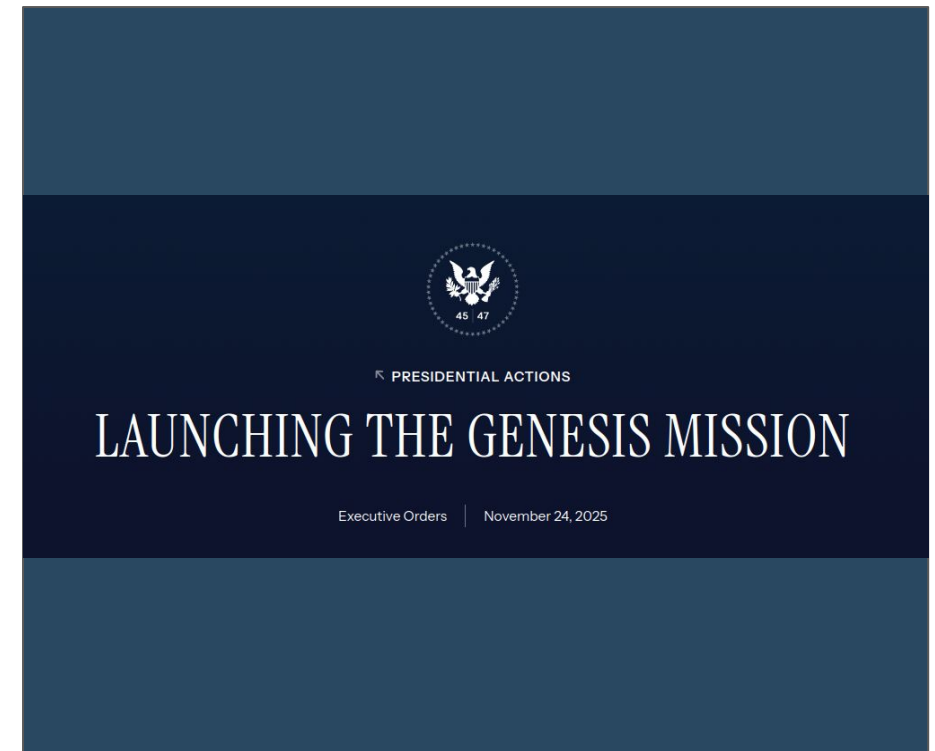 45 47
PRESIDENTIAL ACTIONS
LAUNCHING THE GENESIS MISSION
Executive Orders
November 24, 2025